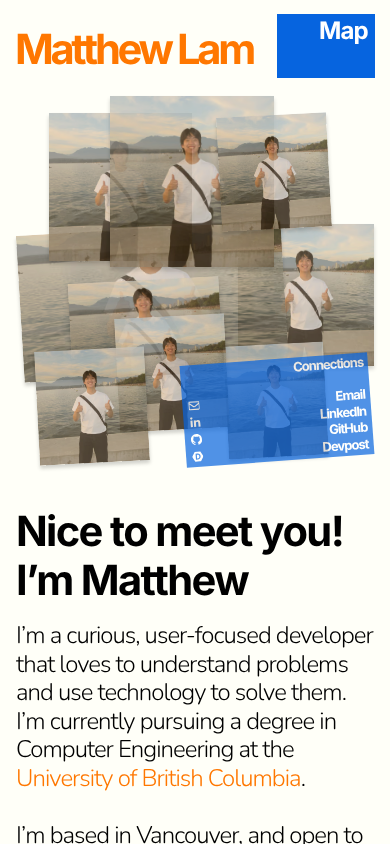 Matthew Lam
Map
Connections
Email
in
LinkedIn
GitHub
Devpost
Nice to meet you!
I’m Matthew
I’m a curious, user-focused developer
that loves to understand problems
and use technology to solve them.
I’m currently pursuing a degree in
Computer Engineering at the
University of British Columbia.
I’m based in Vancouver, and open to